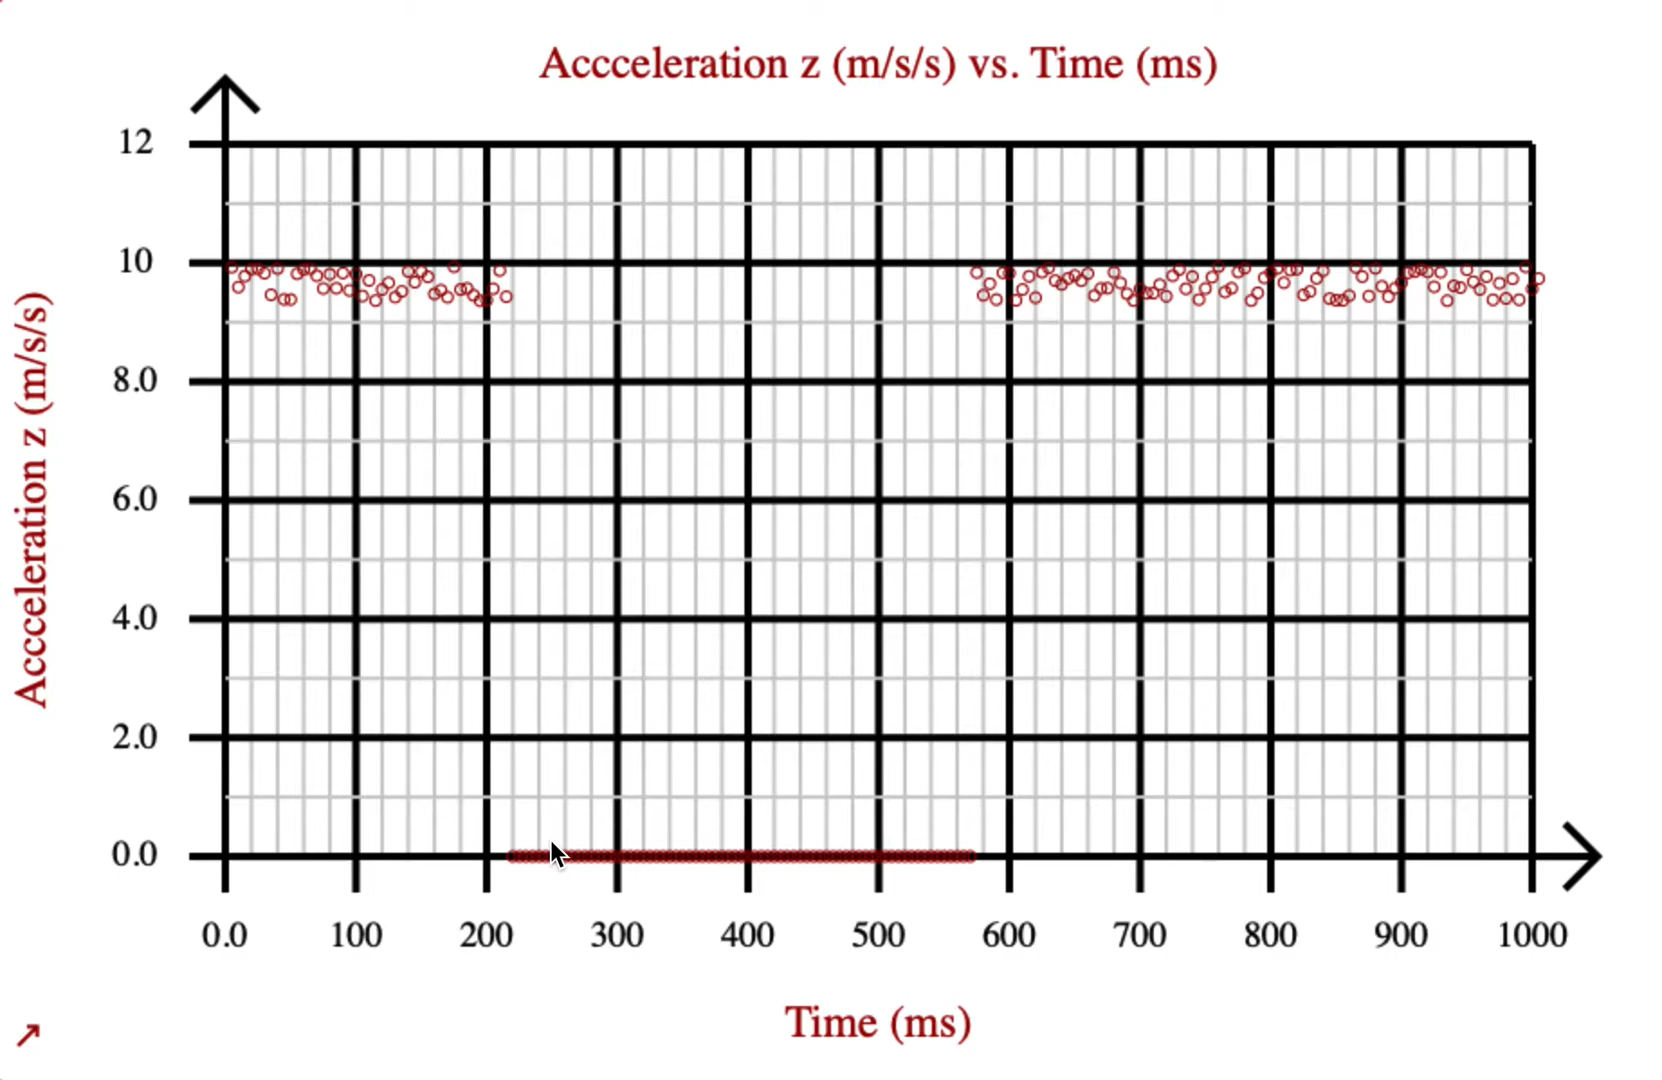 Accceleration z (m/s/s) vs. Time (ms)
12
10
8.0
6.0
4.0
2.0
0.0
Accceleration z (m/s/s)
0.0 100 200 300 400 500 600 700 800 900 1000
Time (ms)